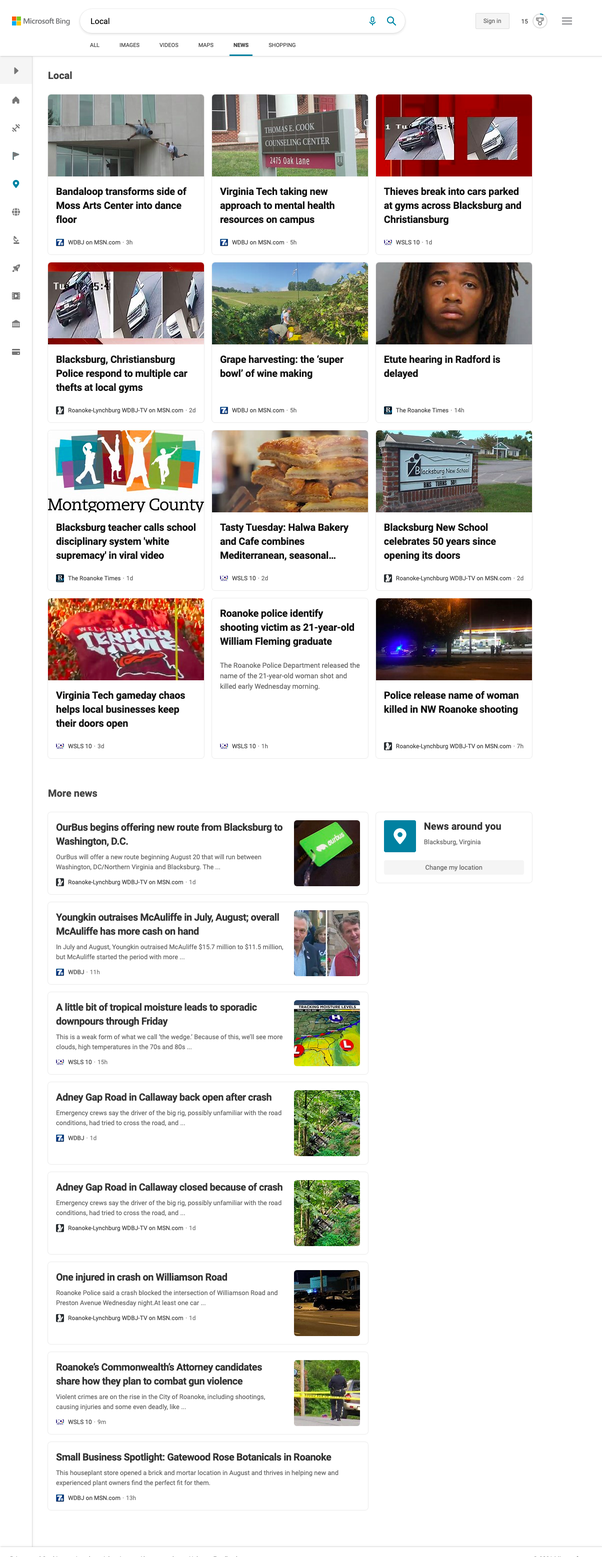 Microsoft Bing
Local
Sign in
15
ALL
IMAGES
VIDEOS
MAPS
NEWS
SHOPPING
Local
THOMAS E. COOK
COUNSELING CENTER
2475 Oak Lane
Bandaloop transforms side of
Moss Arts Center into dance
floor
WDBJ on MSN.com · 3h
Virginia Tech taking new
approach to mental health
resources on campus
WDBJ on MSN.com · 5h
Thieves break into cars parked
at gyms across Blacksburg and
Christiansburg
WSLS 10 · 1d
Blacksburg, Christiansburg
Police respond to multiple car
thefts at local gyms
Roanoke-Lynchburg WDBJ-TV on MSN.com · 2d
Grape harvesting: the ‘super
bowl’ of wine making
WDBJ on MSN.com · 5h
Etute hearing in Radford is
delayed
The Roanoke Times · 14h
Montgomery County
Blacksburg New School
Blacksburg teacher calls school
disciplinary system 'white
supremacy' in viral video
The Roanoke Times · 1d
Tasty Tuesday: Halwa Bakery
and Cafe combines
Mediterranean, seasonal...
WSLS 10 · 2d
Blacksburg New School
celebrates 50 years since
opening its doors
Roanoke-Lynchburg WDBJ-TV on MSN.com · 2d
TERROR
DOME
Virginia Tech gameday chaos
helps local businesses keep
their doors open
WSLS 10 · 3d
Roanoke police identify
shooting victim as 21-year-old
William Fleming graduate
The Roanoke Police Department released the
name of the 21-year-old woman shot and
killed early Wednesday morning.
WSLS 10 · 1h
Police release name of woman
killed in NW Roanoke shooting
Roanoke-Lynchburg WDBJ-TV on MSN.com · 7h
More news
OurBus begins offering new route from Blacksburg to
Washington, D.C.
OurBus will offer a new route beginning August 20 that will run between
Washington, DC/Northern Virginia and Blacksburg. The ...
Roanoke-Lynchburg WDBJ-TV on MSN.com · 1d
ourbus
News around you
Blacksburg, Virginia
Change my location
Youngkin outraises McAuliffe in July, August; overall
McAuliffe has more cash on hand
In July and August, Youngkin outraised McAuliffe $15.7 million to $11.5 million,
but McAuliffe started the period with more ...
WDBJ · 11h
A little bit of tropical moisture leads to sporadic
downpours through Friday
This is a weak form of what we call 'the wedge.' Because of this, we'll see more
clouds, high temperatures in the 70s and 80s ...
WSLS 10 · 15h
TRACKING MOISTURE LEVELS
H
L
L
Adney Gap Road in Callaway back open after crash
Emergency crews say the driver of the big rig, possibly unfamiliar with the road
conditions, had tried to cross the road, and ...
WDBJ · 1d
Adney Gap Road in Callaway closed because of crash
Emergency crews say the driver of the big rig, possibly unfamiliar with the road
conditions, had tried to cross the road, and ...
Roanoke-Lynchburg WDBJ-TV on MSN.com · 1d
One injured in crash on Williamson Road
Roanoke Police said a crash blocked the intersection of Williamson Road and
Preston Avenue Wednesday night.At least one car ...
Roanoke-Lynchburg WDBJ-TV on MSN.com · 1d
Roanoke’s Commonwealth’s Attorney candidates
share how they plan to combat gun violence
Violent crimes are on the rise in the City of Roanoke, including shootings,
causing injuries and some even deadly, like ...
WSLS 10 · 9m
Small Business Spotlight: Gatewood Rose Botanicals in Roanoke
This houseplant store opened a brick and mortar location in August and thrives in helping new and
experienced plant owners find the perfect fit for them.
WDBJ on MSN.com · 13h